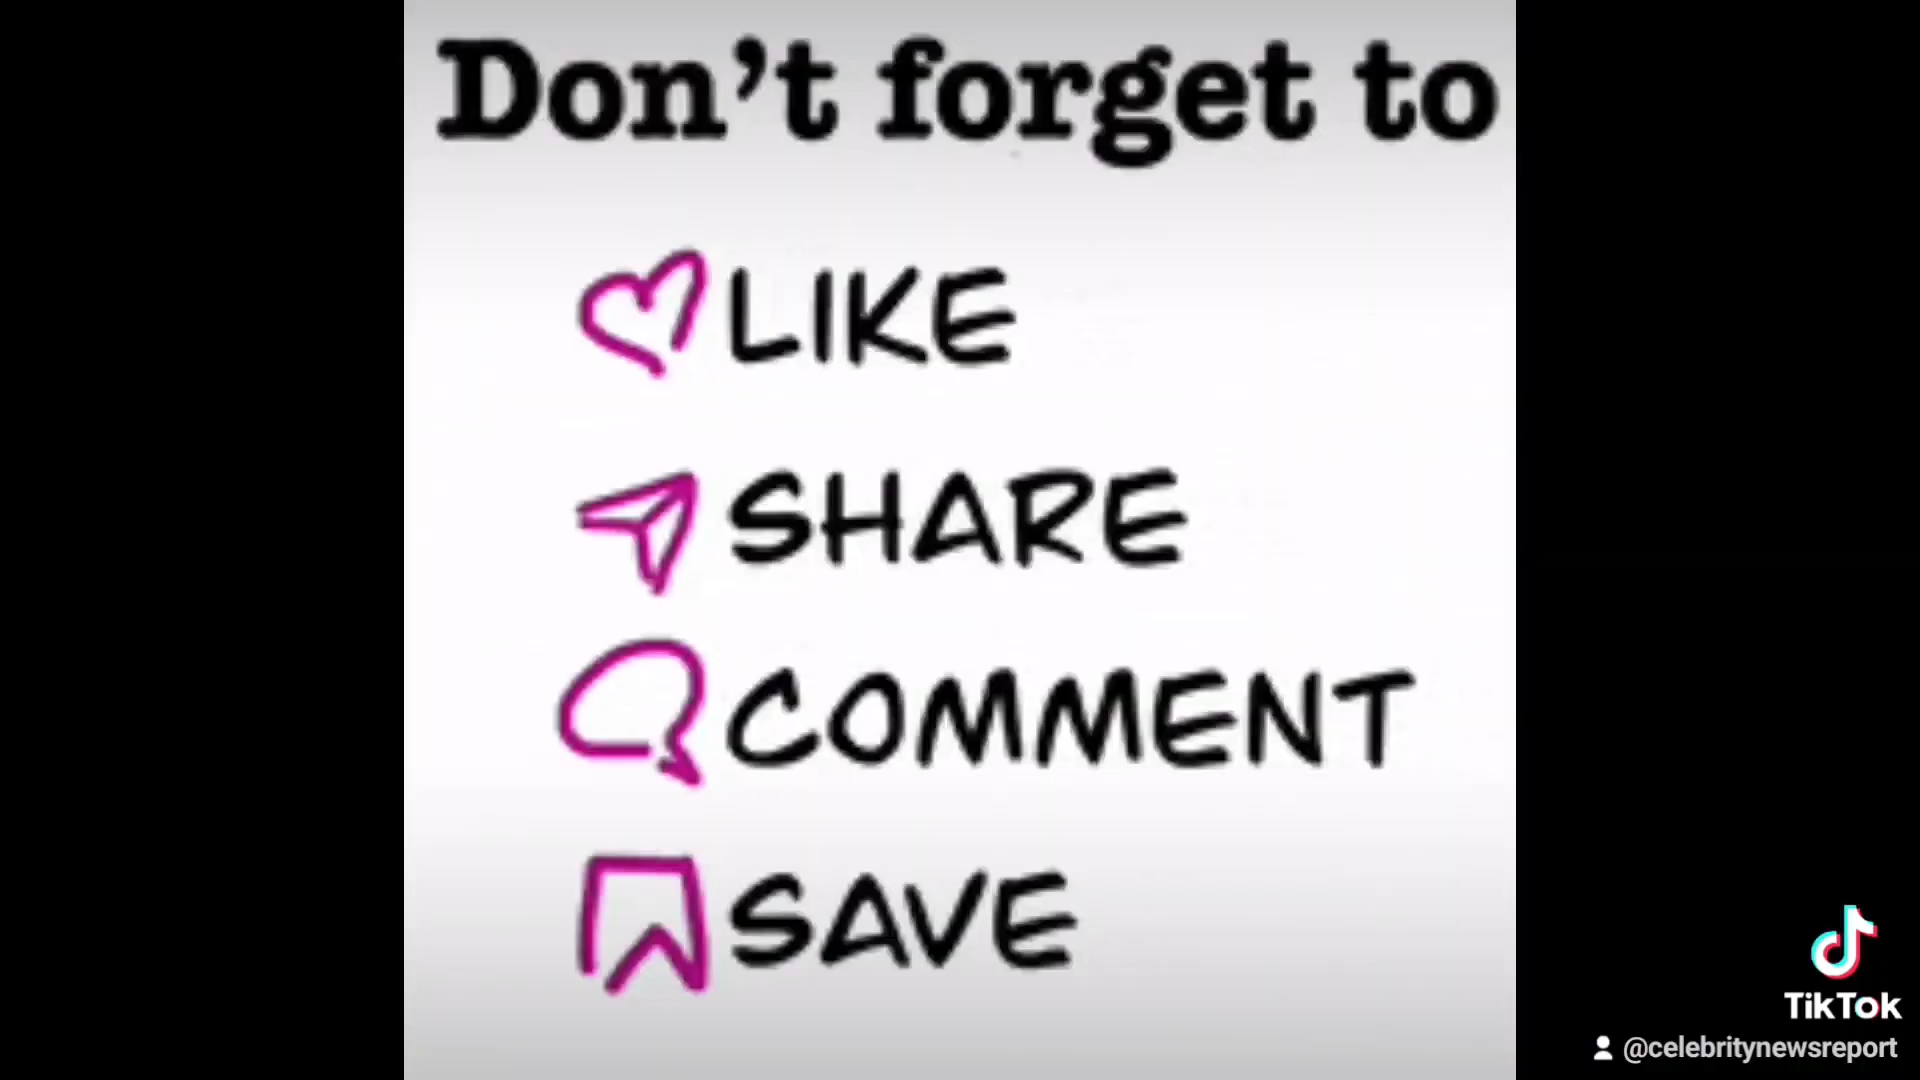 Don't forget to
LIKE
SHARE
COMMENT
SAVE
TikTok
@celebritynewsreport